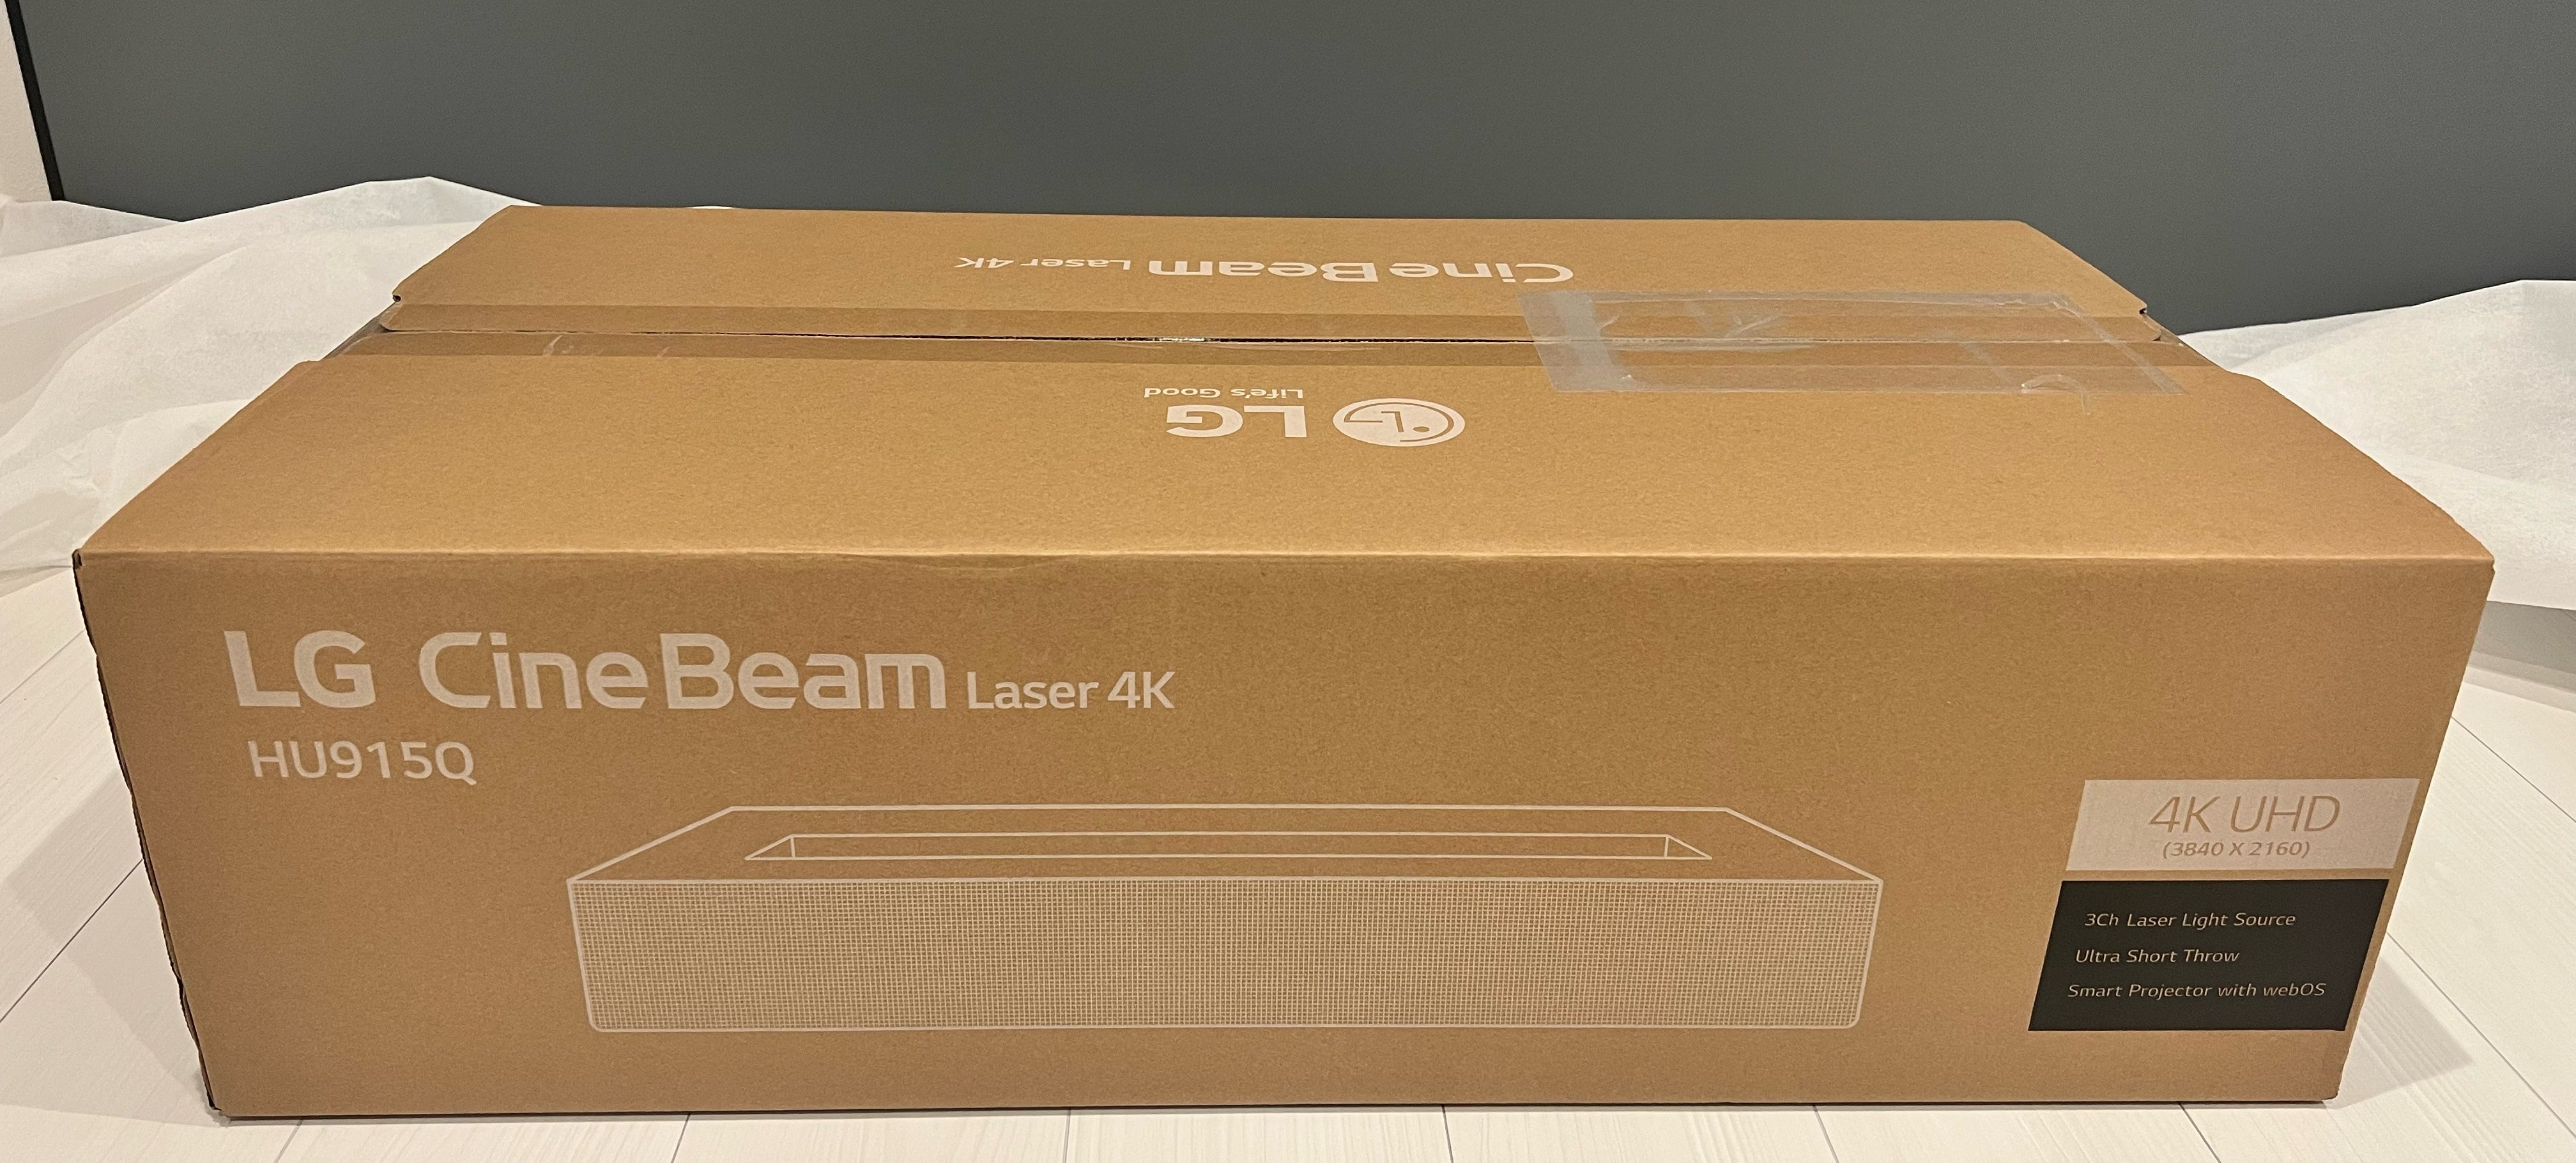 CineBeam Laser 4K
LG
Life's Good
LG CineBeam Laser 4K
HU915Q
4K UHD
(3840 X 2160)
3Ch Laser Light Source
Ultra Short Throw
Smart Projector with webOS